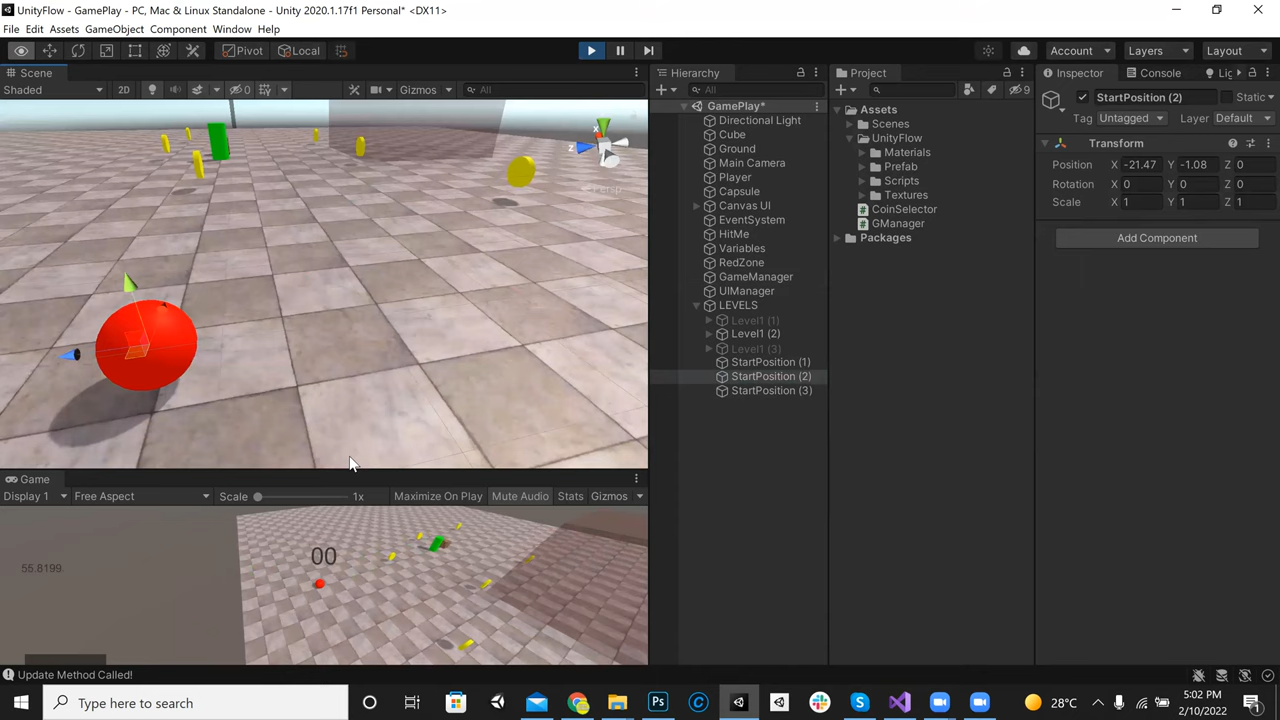 UnityFlow - GamePlay - PC, Mac & Linux Standalone - Unity 2020.1.17f1 Personal* <DX11>
File Edit Assets GameObject Component Window Help
Pivot Local Account Layers Layout
Scene Hierarchy Project Inspector Console
Shaded 2D 0 Gizmos All
All 9 StartPosition (2) Static
Tag Untagged Layer Default
x z Persp
GamePlay*
Directional Light
Cube
Ground
Main Camera
Player
Capsule
Canvas UI
EventSystem
HitMe
Variables
RedZone
GameManager
UIManager
LEVELS
Level1 (1)
Level1 (2)
Level1 (3)
StartPosition (1)
StartPosition (2)
StartPosition (3)
Assets
Scenes
UnityFlow
Materials
Prefab
Scripts
Textures
CoinSelector
GManager
Packages
Transform
Position X -21.47 Y -1.08 Z 0
Rotation X 0 Y 0 Z 0
Scale X 1 Y 1 Z 1
Add Component
Game
Display 1 Free Aspect Scale 1x Maximize On Play Mute Audio Stats Gizmos
00
55.8199
Update Method Called!
Type here to search
Ps
28°C
5:02 PM
2/10/2022
1